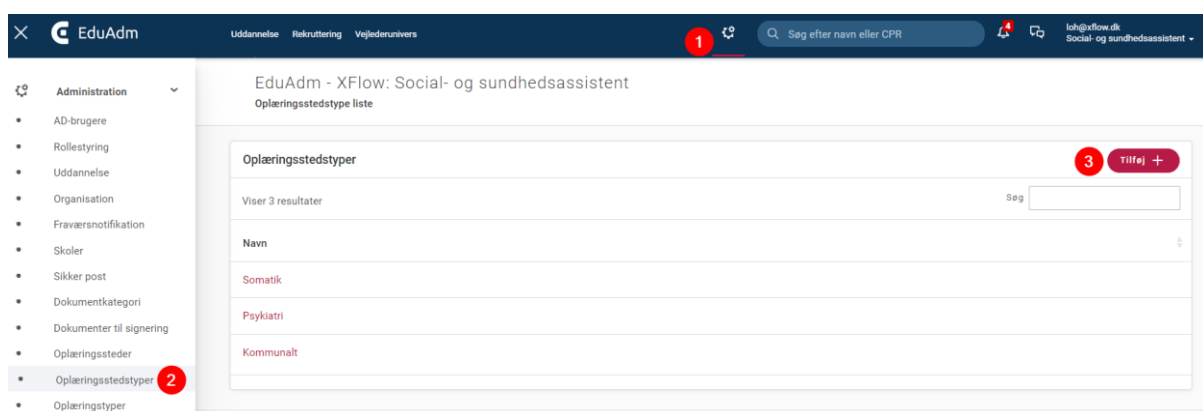 EduAdm
Uddannelse Rekruttering Vejlederunivers
1
Søg efter navn eller CPR
4
loh@xflow.dk
Social- og sundhedsassistent
Administration
AD-brugere
Rollestyring
Uddannelse
Organisation
Fraværsnotifikation
Skoler
Sikker post
Dokumentkategori
Dokumenter til signering
Oplæringssteder
Oplæringsstedstyper 2
Oplæringstyper
EduAdm - XFlow: Social- og sundhedsassistent
Oplæringsstedstype liste
Oplæringsstedstyper
3 Tilføj +
Viser 3 resultater
Søg
Navn
Somatik
Psykiatri
Kommunalt